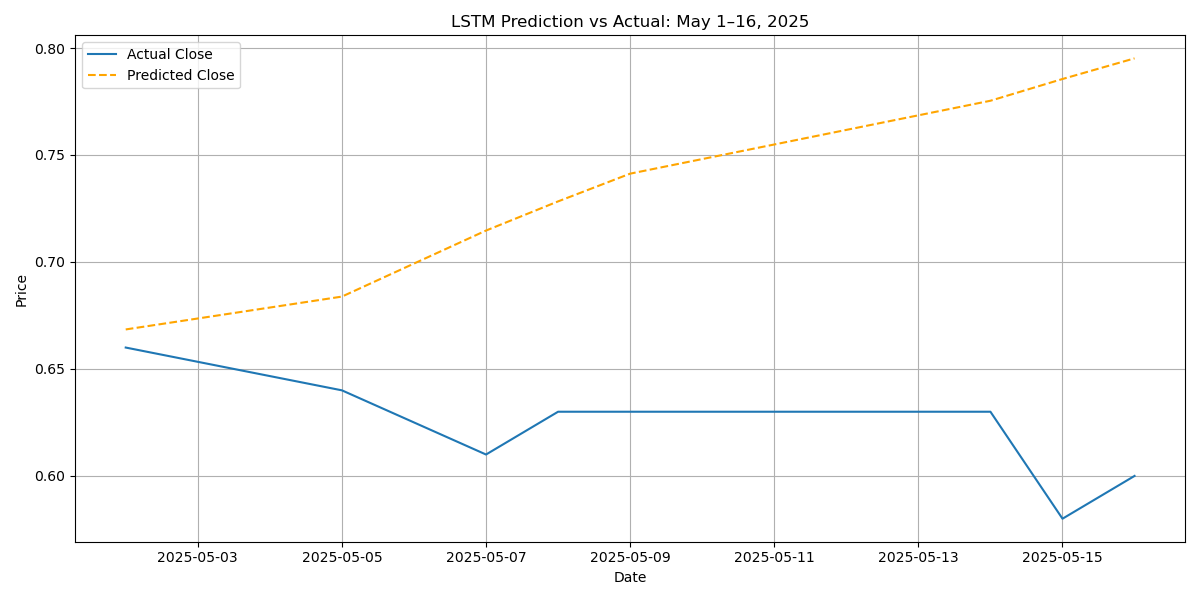 LSTM Prediction vs Actual: May 1–16, 2025
Actual Close
Predicted Close
0.80
0.75
0.70
0.65
0.60
Price
2025-05-03
2025-05-05
2025-05-07
2025-05-09
2025-05-11
2025-05-13
2025-05-15
Date